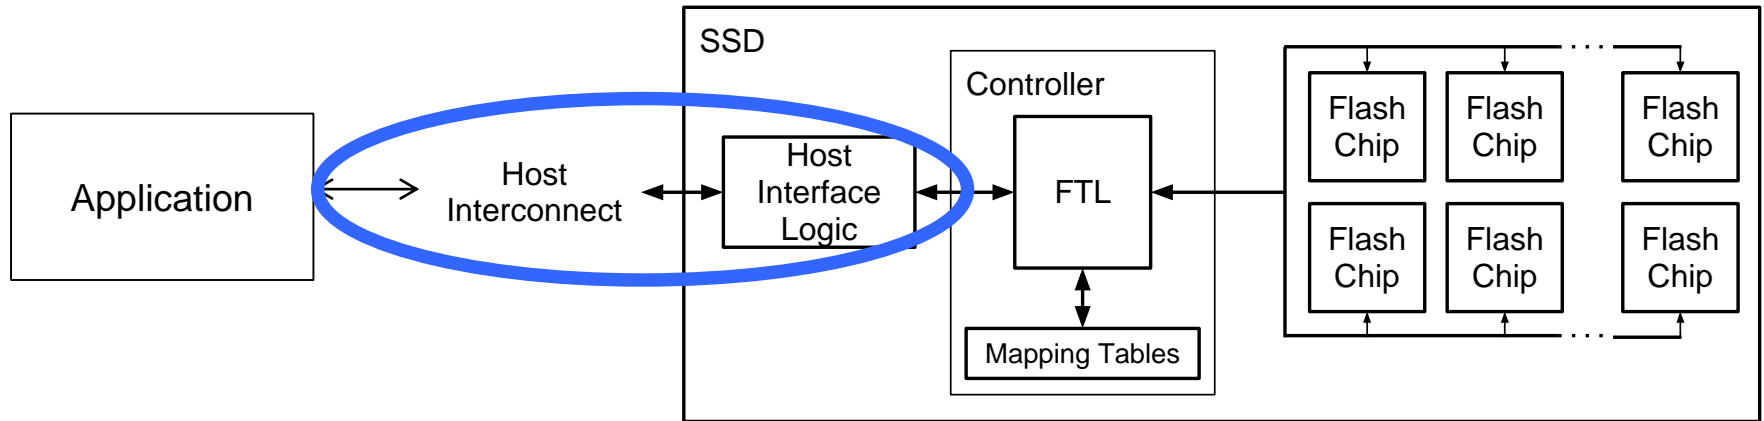 SSD
Controller
Application
Host
Interconnect
Host
Interface
Logic
FTL
Mapping Tables
Flash
Chip
Flash
Chip
Flash
Chip
Flash
Chip
Flash
Chip
Flash
Chip